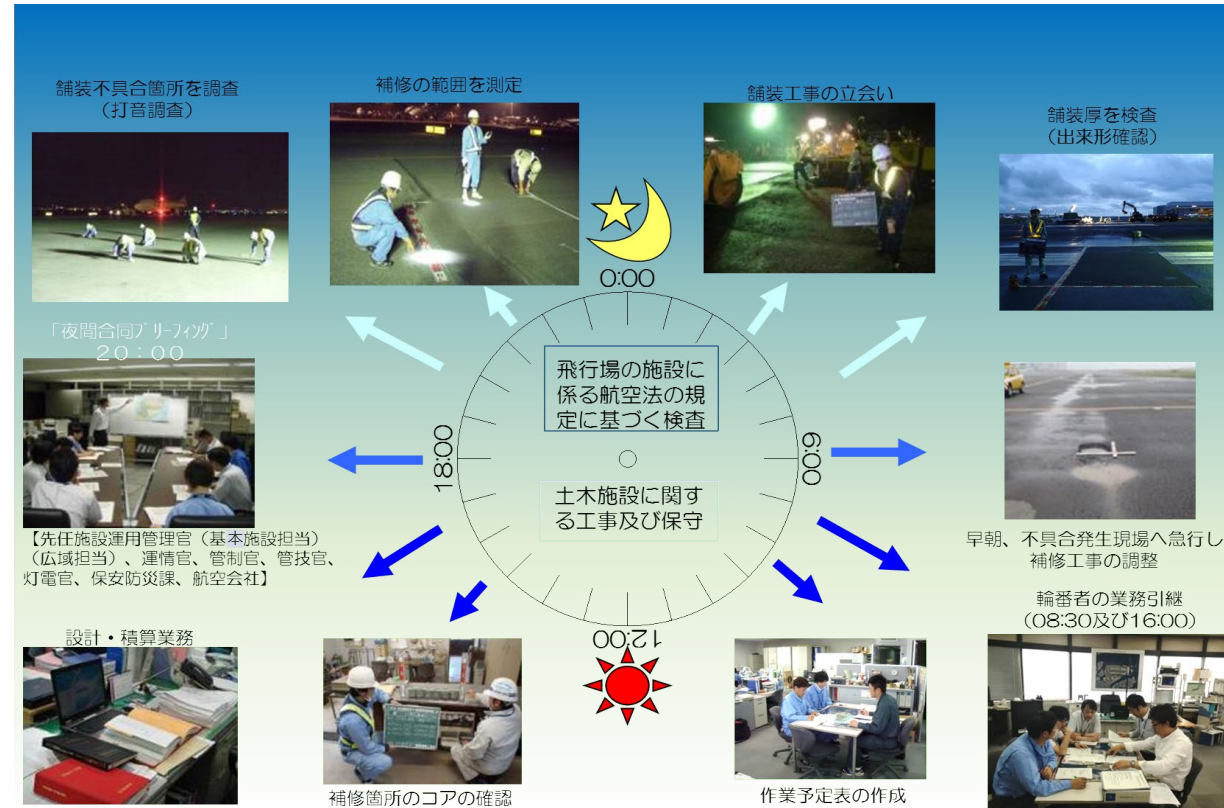 舗装不具合箇所を調査
（打音調査）
補修の範囲を測定
舗装工事の立会い
舗装厚を検査
（出来形確認）
「夜間合同ﾌﾞﾘｰﾌｨﾝｸﾞ」
２０：００
0:00
飛行場の施設に
係る航空法の規
定に基づく検査
18:00
6:00
土木施設に関す
る工事及び保守
12:00
【先任施設運用管理官（基本施設担当）
（広域担当）、運情官、管制官、管技官、
灯電官、保安防災課、航空会社】
早朝、不具合発生現場へ急行し
補修工事の調整
輪番者の業務引継
（08:30及び16:00）
設計・積算業務
補修箇所のコアの確認
作業予定表の作成